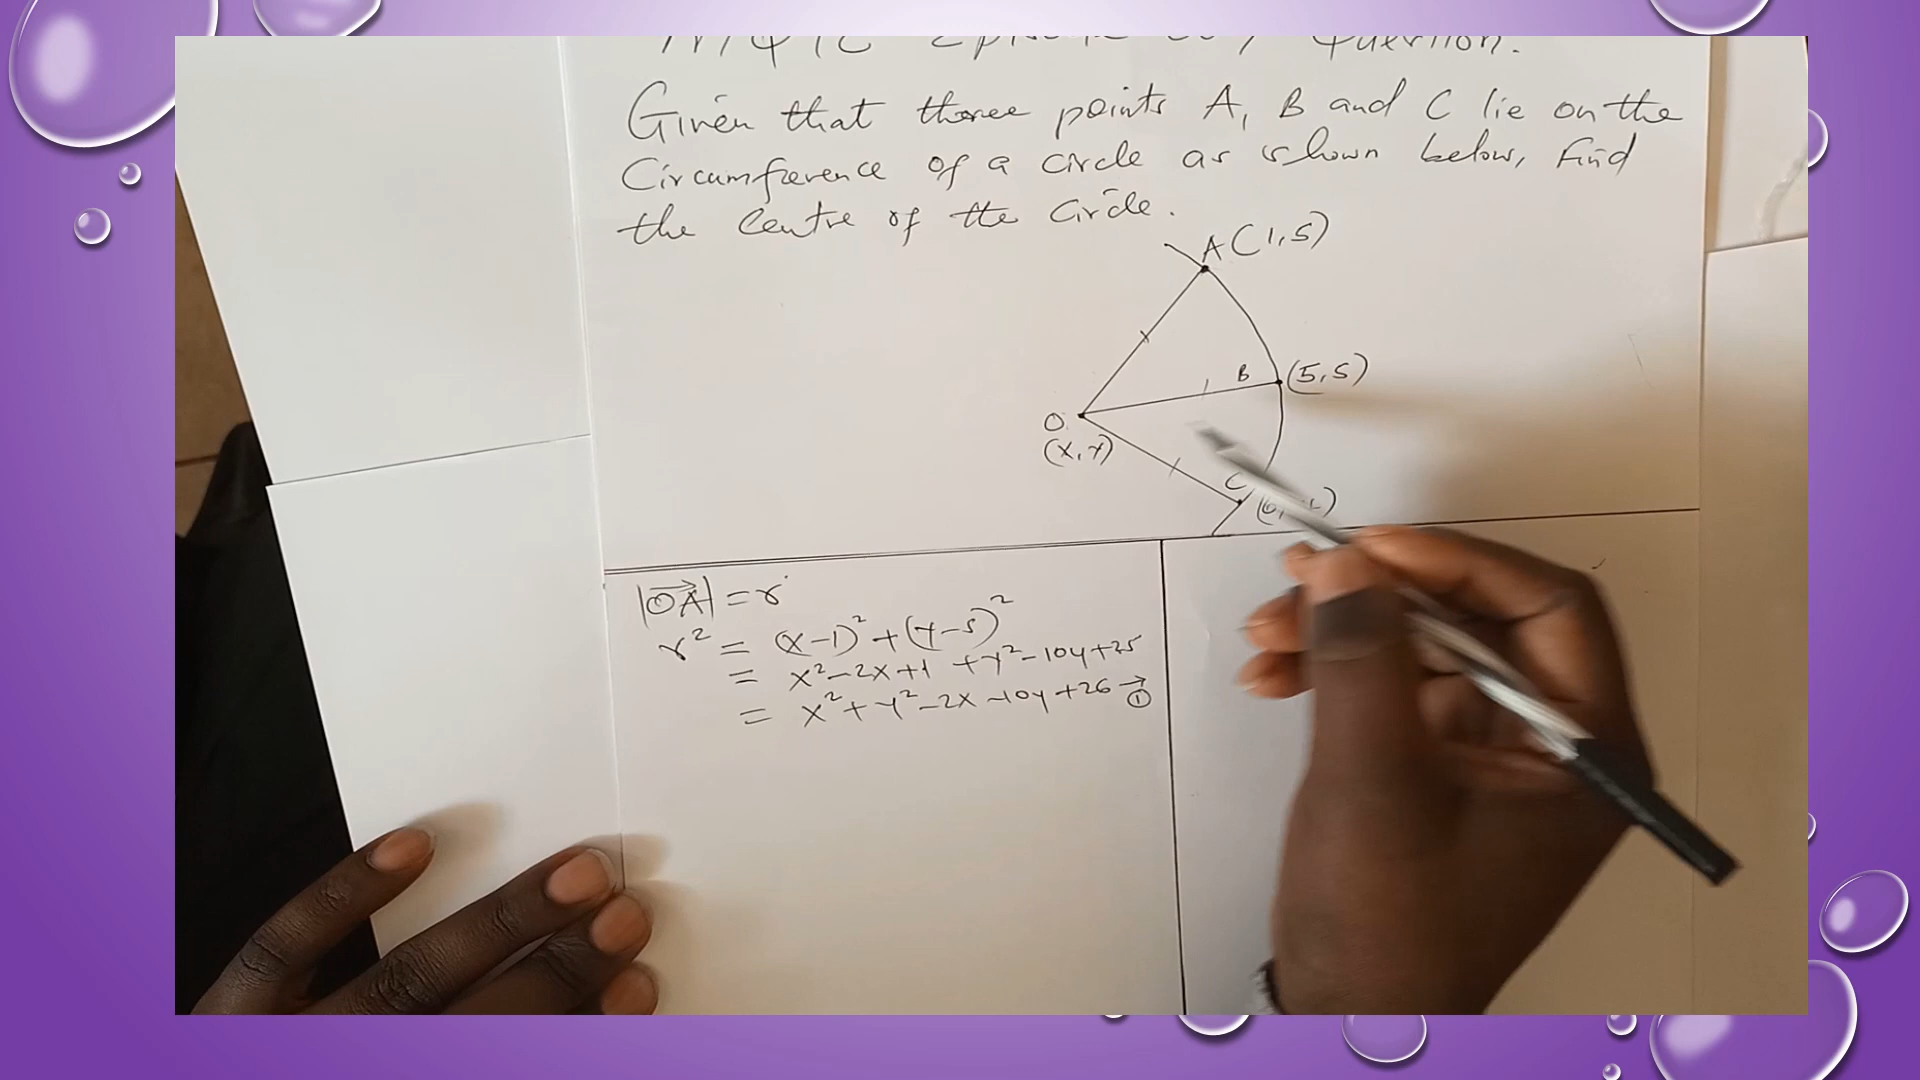 Given that three points A, B and C lie on the
Circumference of a circle as shown below, find
the centre of the circle.
A(1,5)
B (5,5)
O
(x,y)
C
|OA| = r
r² = (x-1)² + (y-5)²
= x²-2x+1 +y²-10y+25
= x²+y²-2x-10y+26 → ①